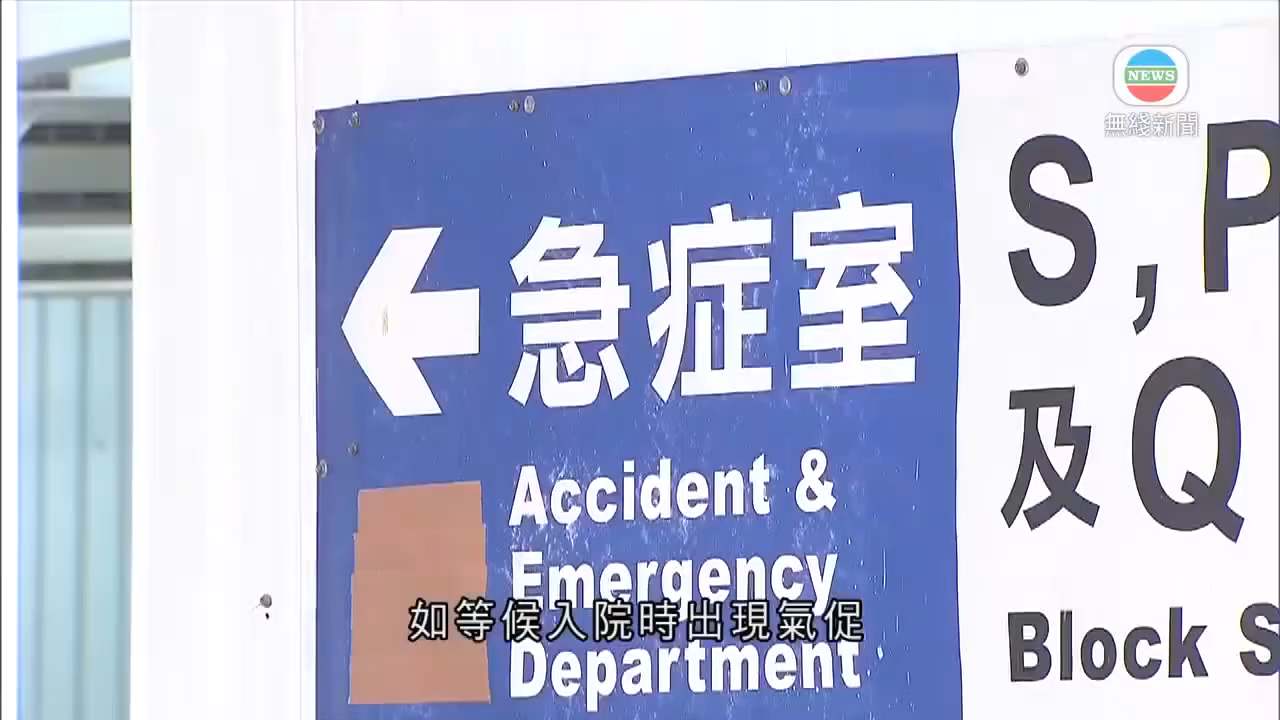 NEWS
無綫新聞
急症室
Accident &
Emergency
Department
S, P
及 Q
Block S
如等候入院時出現氣促